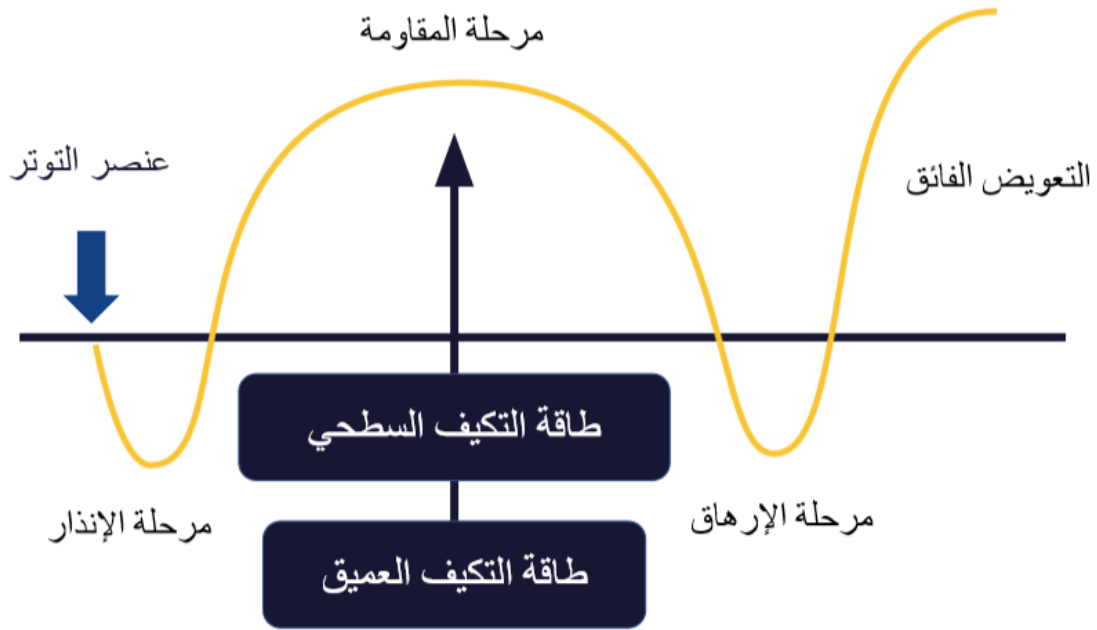 مرحلة المقاومة
عنصر التوتر
التعويض الفائق
طاقة التكيف السطحي
مرحلة الإرهاق
مرحلة الإنذار
طاقة التكيف العميق